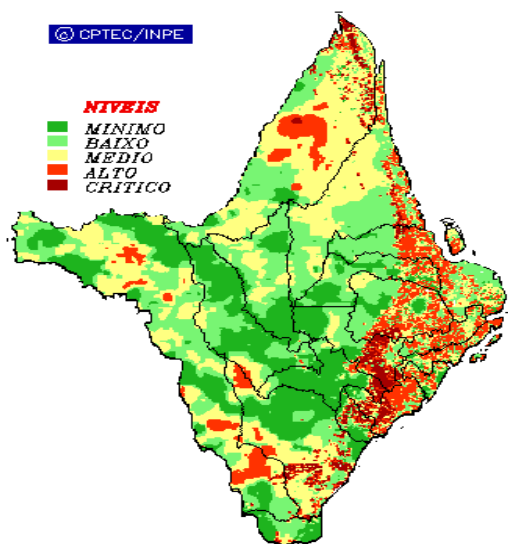 © CPTEC/INPE
NIVEIS
MINIMO
BAIXO
MEDIO
ALTO
CRITICO